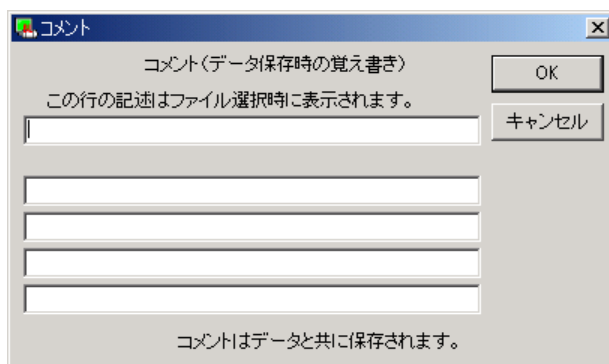 コメント
コメント(データ保存時の覚え書き)
OK
この行の記述はファイル選択時に表示されます。
キャンセル
コメントはデータと共に保存されます。